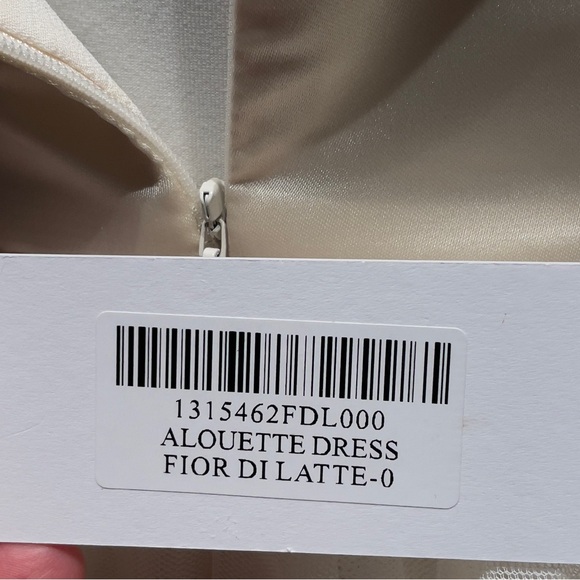 1315462FDL000
ALOUETTE DRESS
FIOR DI LATTE-0